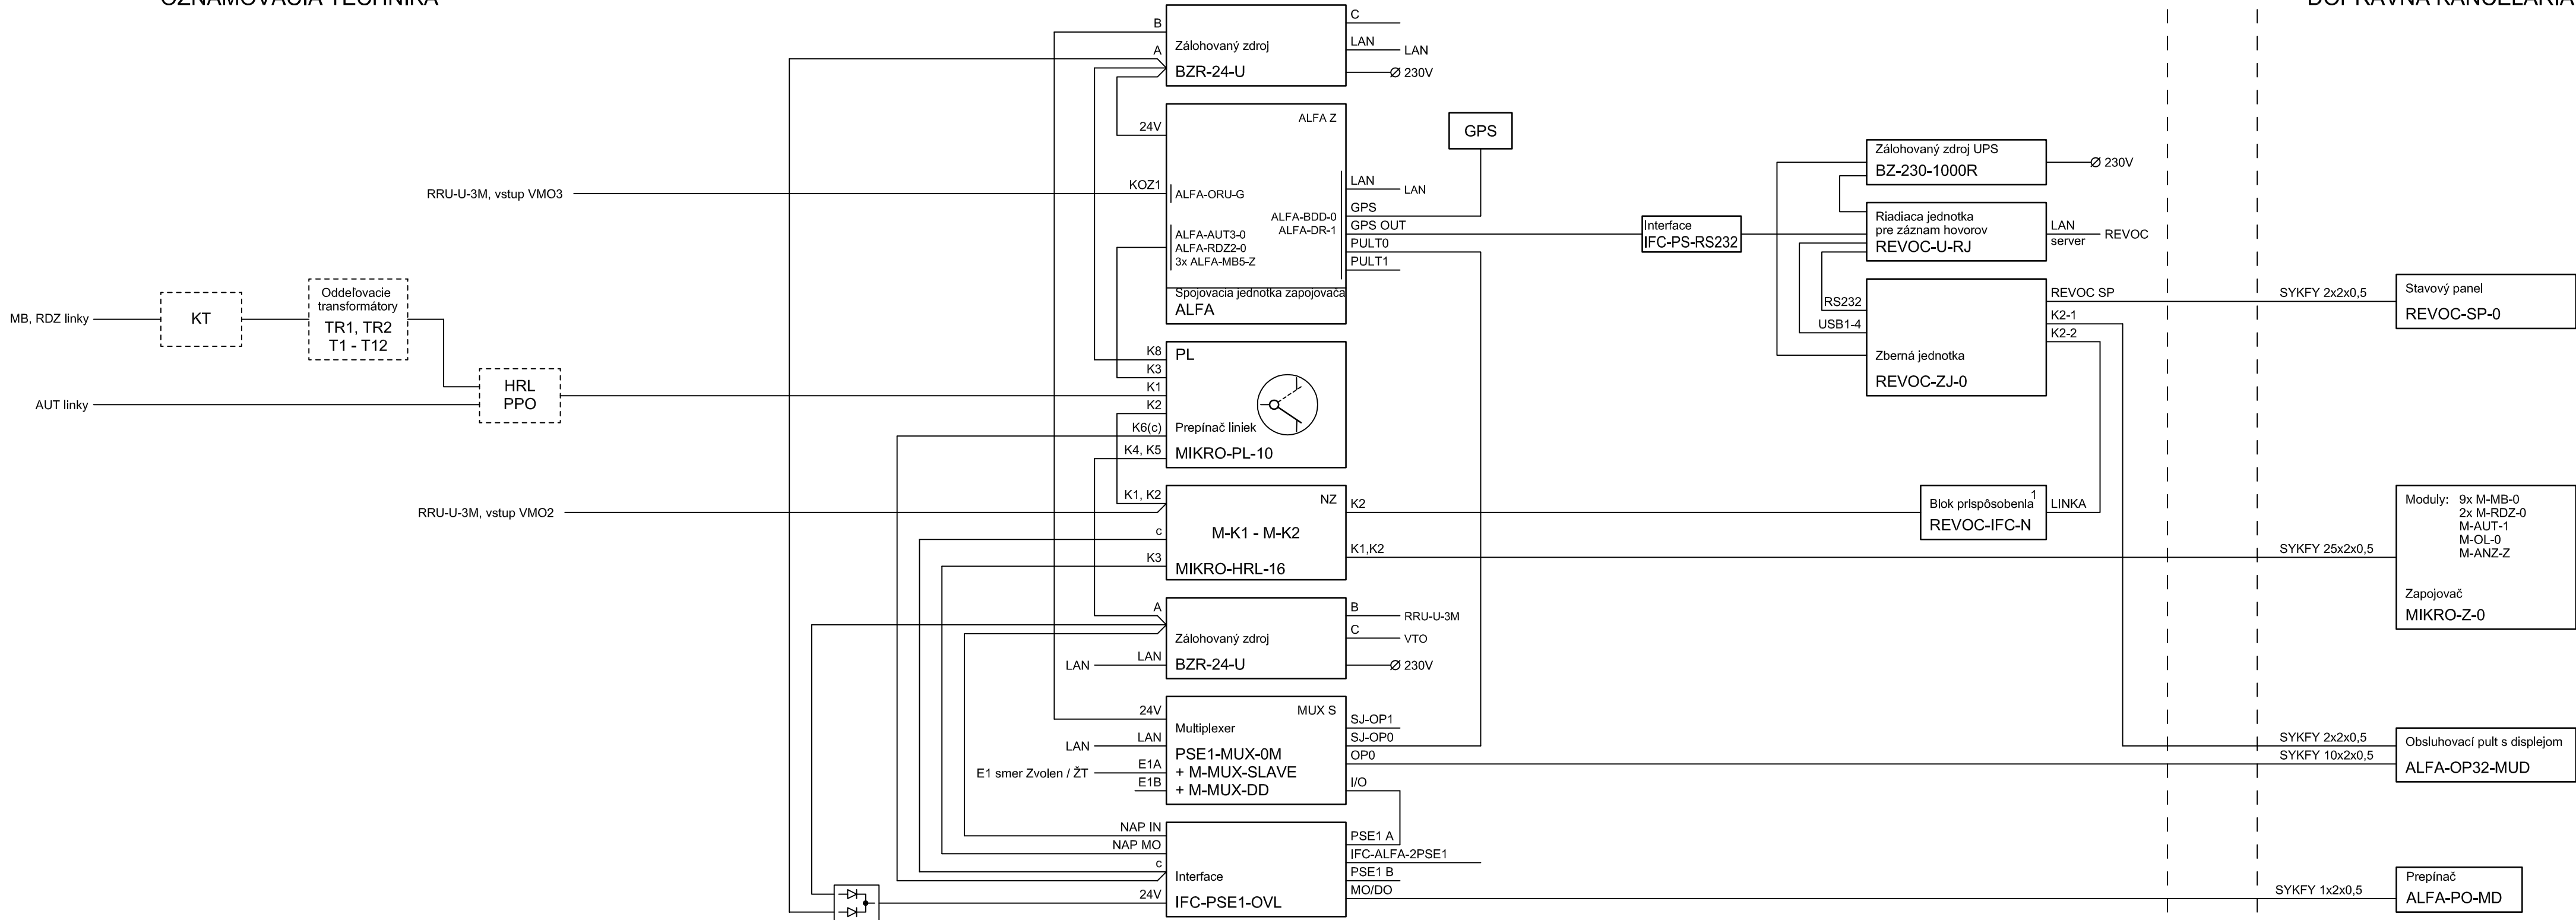 OZNAMOVACIA TECHNIKA
DOPRAVNÁ KANCELÁRIA
B
A
Zálohovaný zdroj
BZR-24-U
C
LAN
LAN
230V
24V
ALFA Z
KOZ1
ALFA-ORU-G
ALFA-AUT3-0
ALFA-RDZ2-0
3x ALFA-MB5-Z
ALFA-BDD-0
ALFA-DR-1
Spojovacia jednotka zapojovača
ALFA
LAN
LAN
GPS
GPS OUT
PULT0
PULT1
GPS
RRU-U-3M, vstup VMO3
Interface
IFC-PS-RS232
Zálohovaný zdroj UPS
BZ-230-1000R
230V
Riadiaca jednotka
pre záznam hovorov
REVOC-U-RJ
LAN
server
REVOC
RS232
USB1-4
Zberná jednotka
REVOC-ZJ-0
REVOC SP
K2-1
K2-2
SYKFY 2x2x0,5
Stavový panel
REVOC-SP-0
MB, RDZ linky
KT
Oddeľovacie
transformátory
TR1, TR2
T1 - T12
AUT linky
HRL
PPO
K8
K3
K1
K2
K6(c)
K4, K5
PL
Prepínač liniek
MIKRO-PL-10
RRU-U-3M, vstup VMO2
K1, K2
c
K3
NZ
M-K1 - M-K2
MIKRO-HRL-16
K2
K1,K2
1
Blok prispôsobenia
REVOC-IFC-N
LINKA
SYKFY 25x2x0,5
Moduly: 9x M-MB-0
2x M-RDZ-0
M-AUT-1
M-OL-0
M-ANZ-Z
Zapojovač
MIKRO-Z-0
A
LAN
LAN
Zálohovaný zdroj
BZR-24-U
B
RRU-U-3M
C
VTO
230V
24V
LAN
LAN
E1 smer Zvolen / ŽT
E1A
E1B
MUX S
Multiplexer
PSE1-MUX-0M
+ M-MUX-SLAVE
+ M-MUX-DD
SJ-OP1
SJ-OP0
OP0
I/O
SYKFY 2x2x0,5
SYKFY 10x2x0,5
Obsluhovací pult s displejom
ALFA-OP32-MUD
NAP IN
NAP MO
c
24V
Interface
IFC-PSE1-OVL
PSE1 A
IFC-ALFA-2PSE1
PSE1 B
MO/DO
SYKFY 1x2x0,5
Prepínač
ALFA-PO-MD